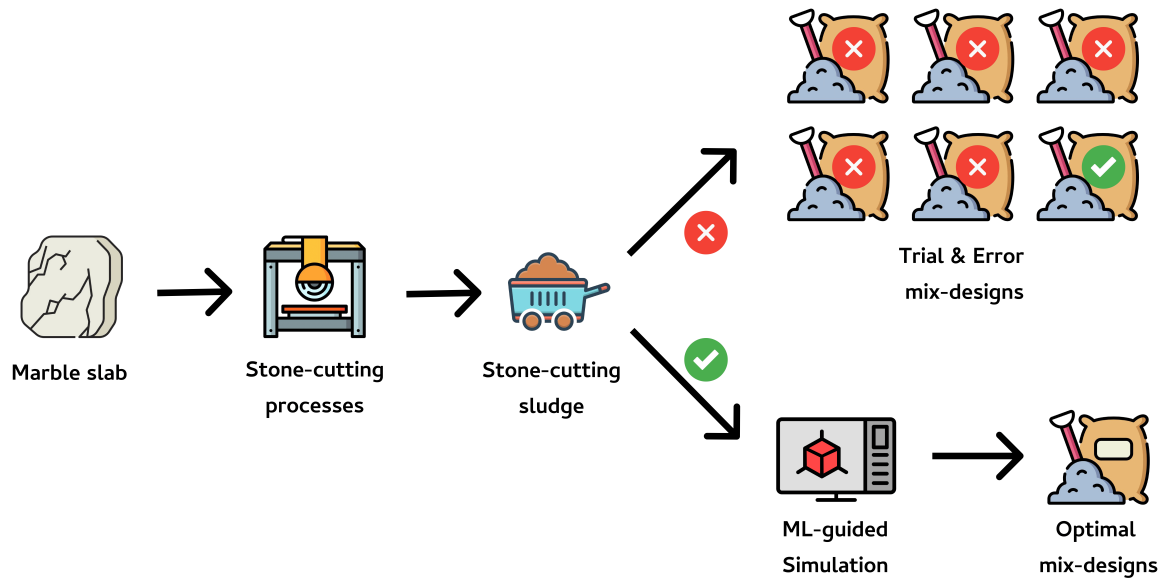 Marble slab
Stone-cutting
processes
Stone-cutting
sludge
Trial & Error
mix-designs
ML-guided
Simulation
Optimal
mix-designs